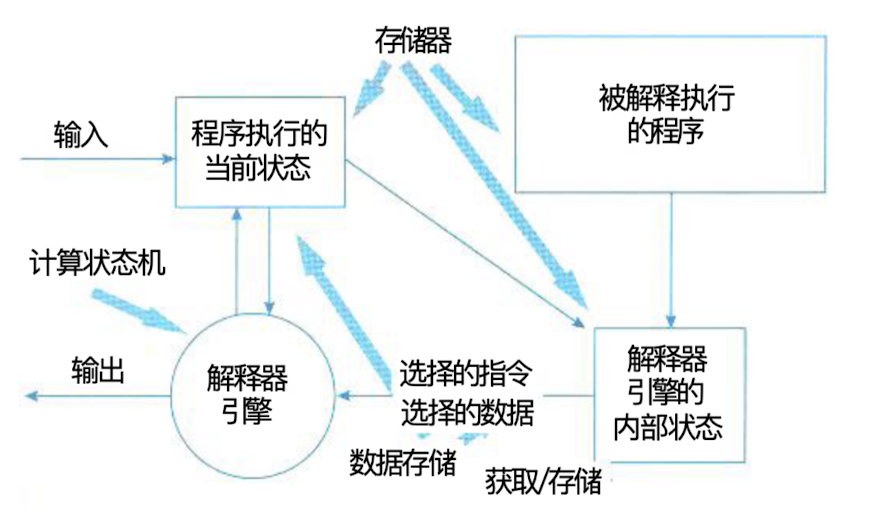 存储器
被解释执行
的程序
输入
程序执行的
当前状态
计算状态机
输出
解释器
引擎
选择的指令
选择的数据
解释器
引擎的
内部状态
数据存储
获取/存储